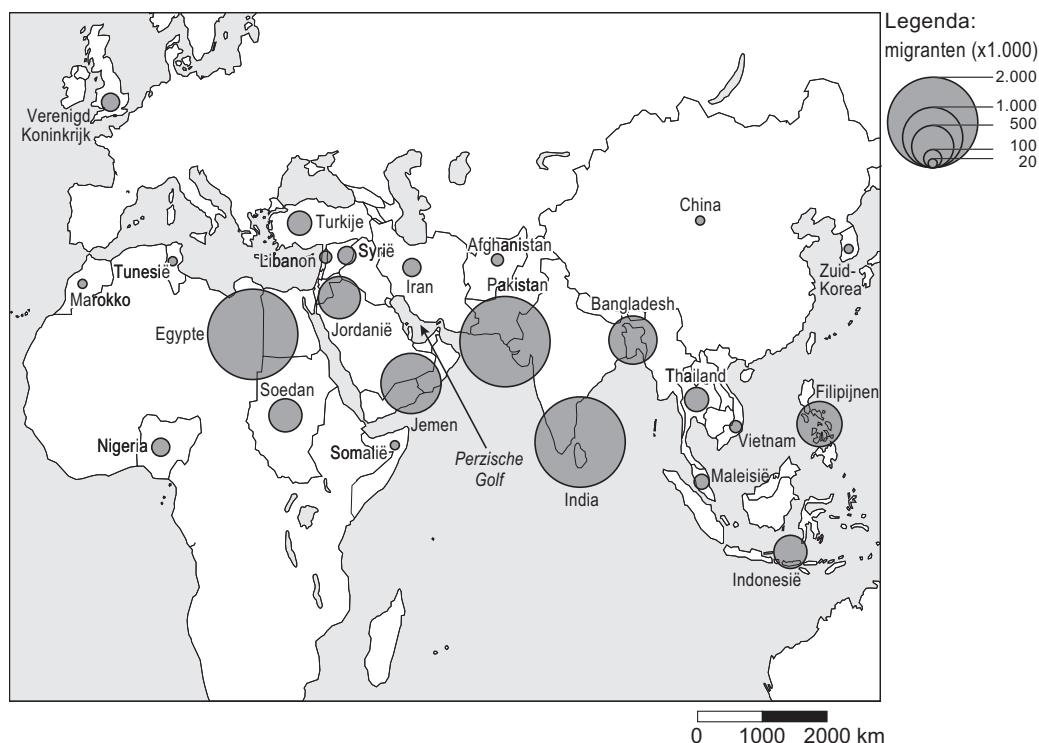 Legenda:
migranten (x1.000)
2.000
1.000
500
100
20
Verenigd
Koninkrijk
China
Turkije
Afghanistan
Libanon
Syrië
Tunesië
Iran
Zuid-
Korea
Marokko
Pakistan
Bangladesh
Egypte
Jordanië
Thailand
Soedan
Filipijnen
Jemen
Vietnam
Nigeria
Somalië
Perzische
Golf
Maleisië
India
Indonesië
0 1000 2000 km